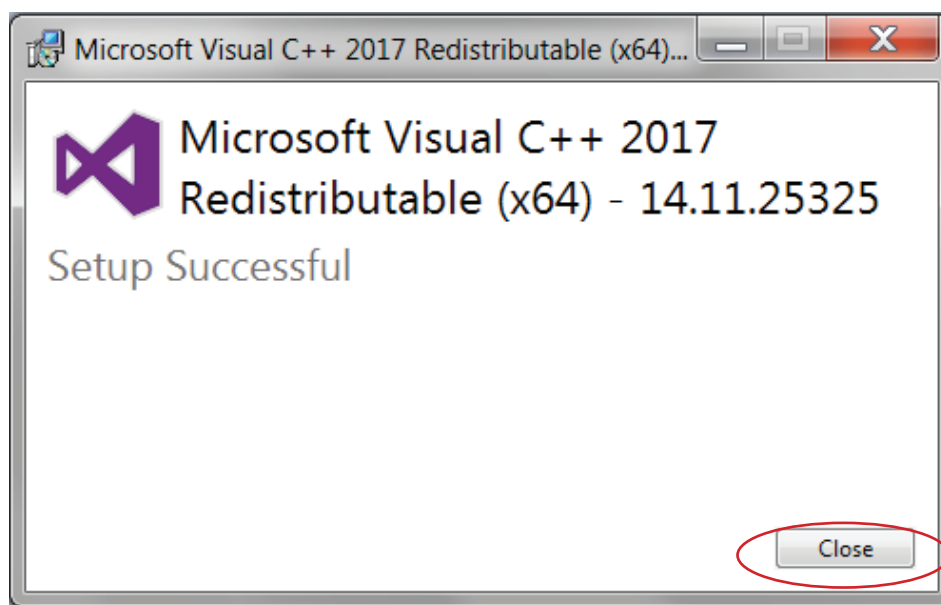 Microsoft Visual C++ 2017 Redistributable (x64)...
Microsoft Visual C++ 2017
Redistributable (x64) - 14.11.25325
Setup Successful
Close